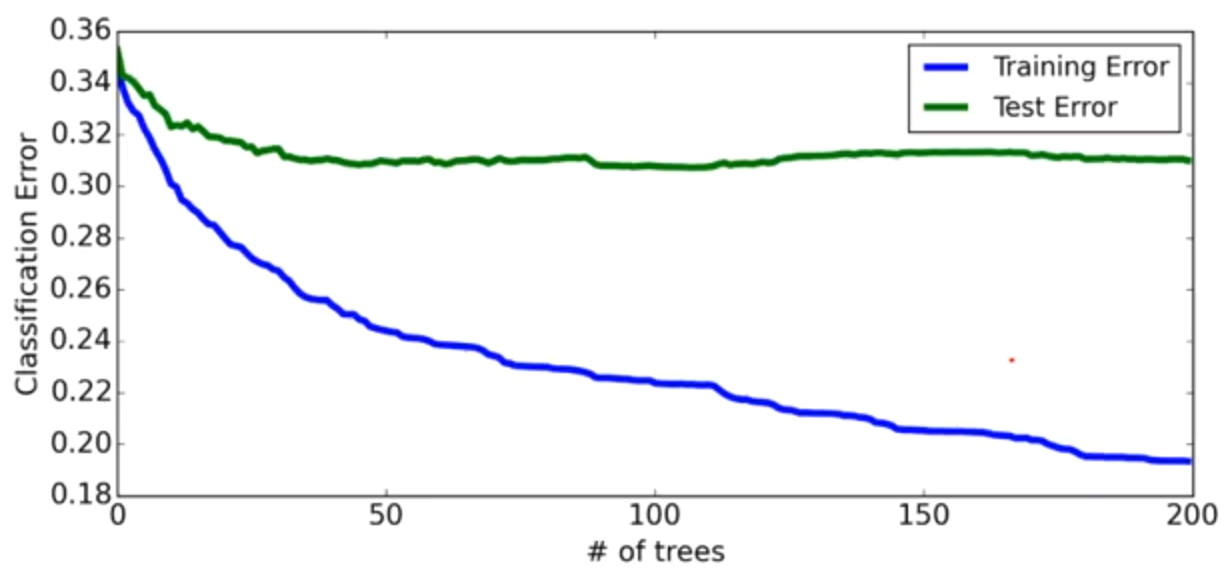 0.36
0.34
0.32
0.30
0.28
0.26
0.24
0.22
0.20
0.18
Classification Error
Training Error
Test Error
0 50 100 150 200
# of trees